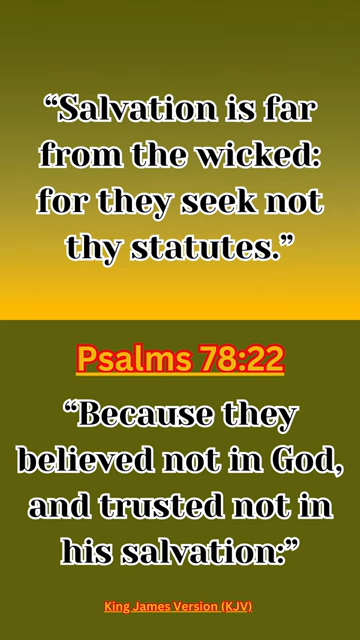 “Salvation is far
from the wicked:
for they seek not
thy statutes.”
Psalms 78:22
“Because they
believed not in God,
and trusted not in
his salvation:”
King James Version (KJV)